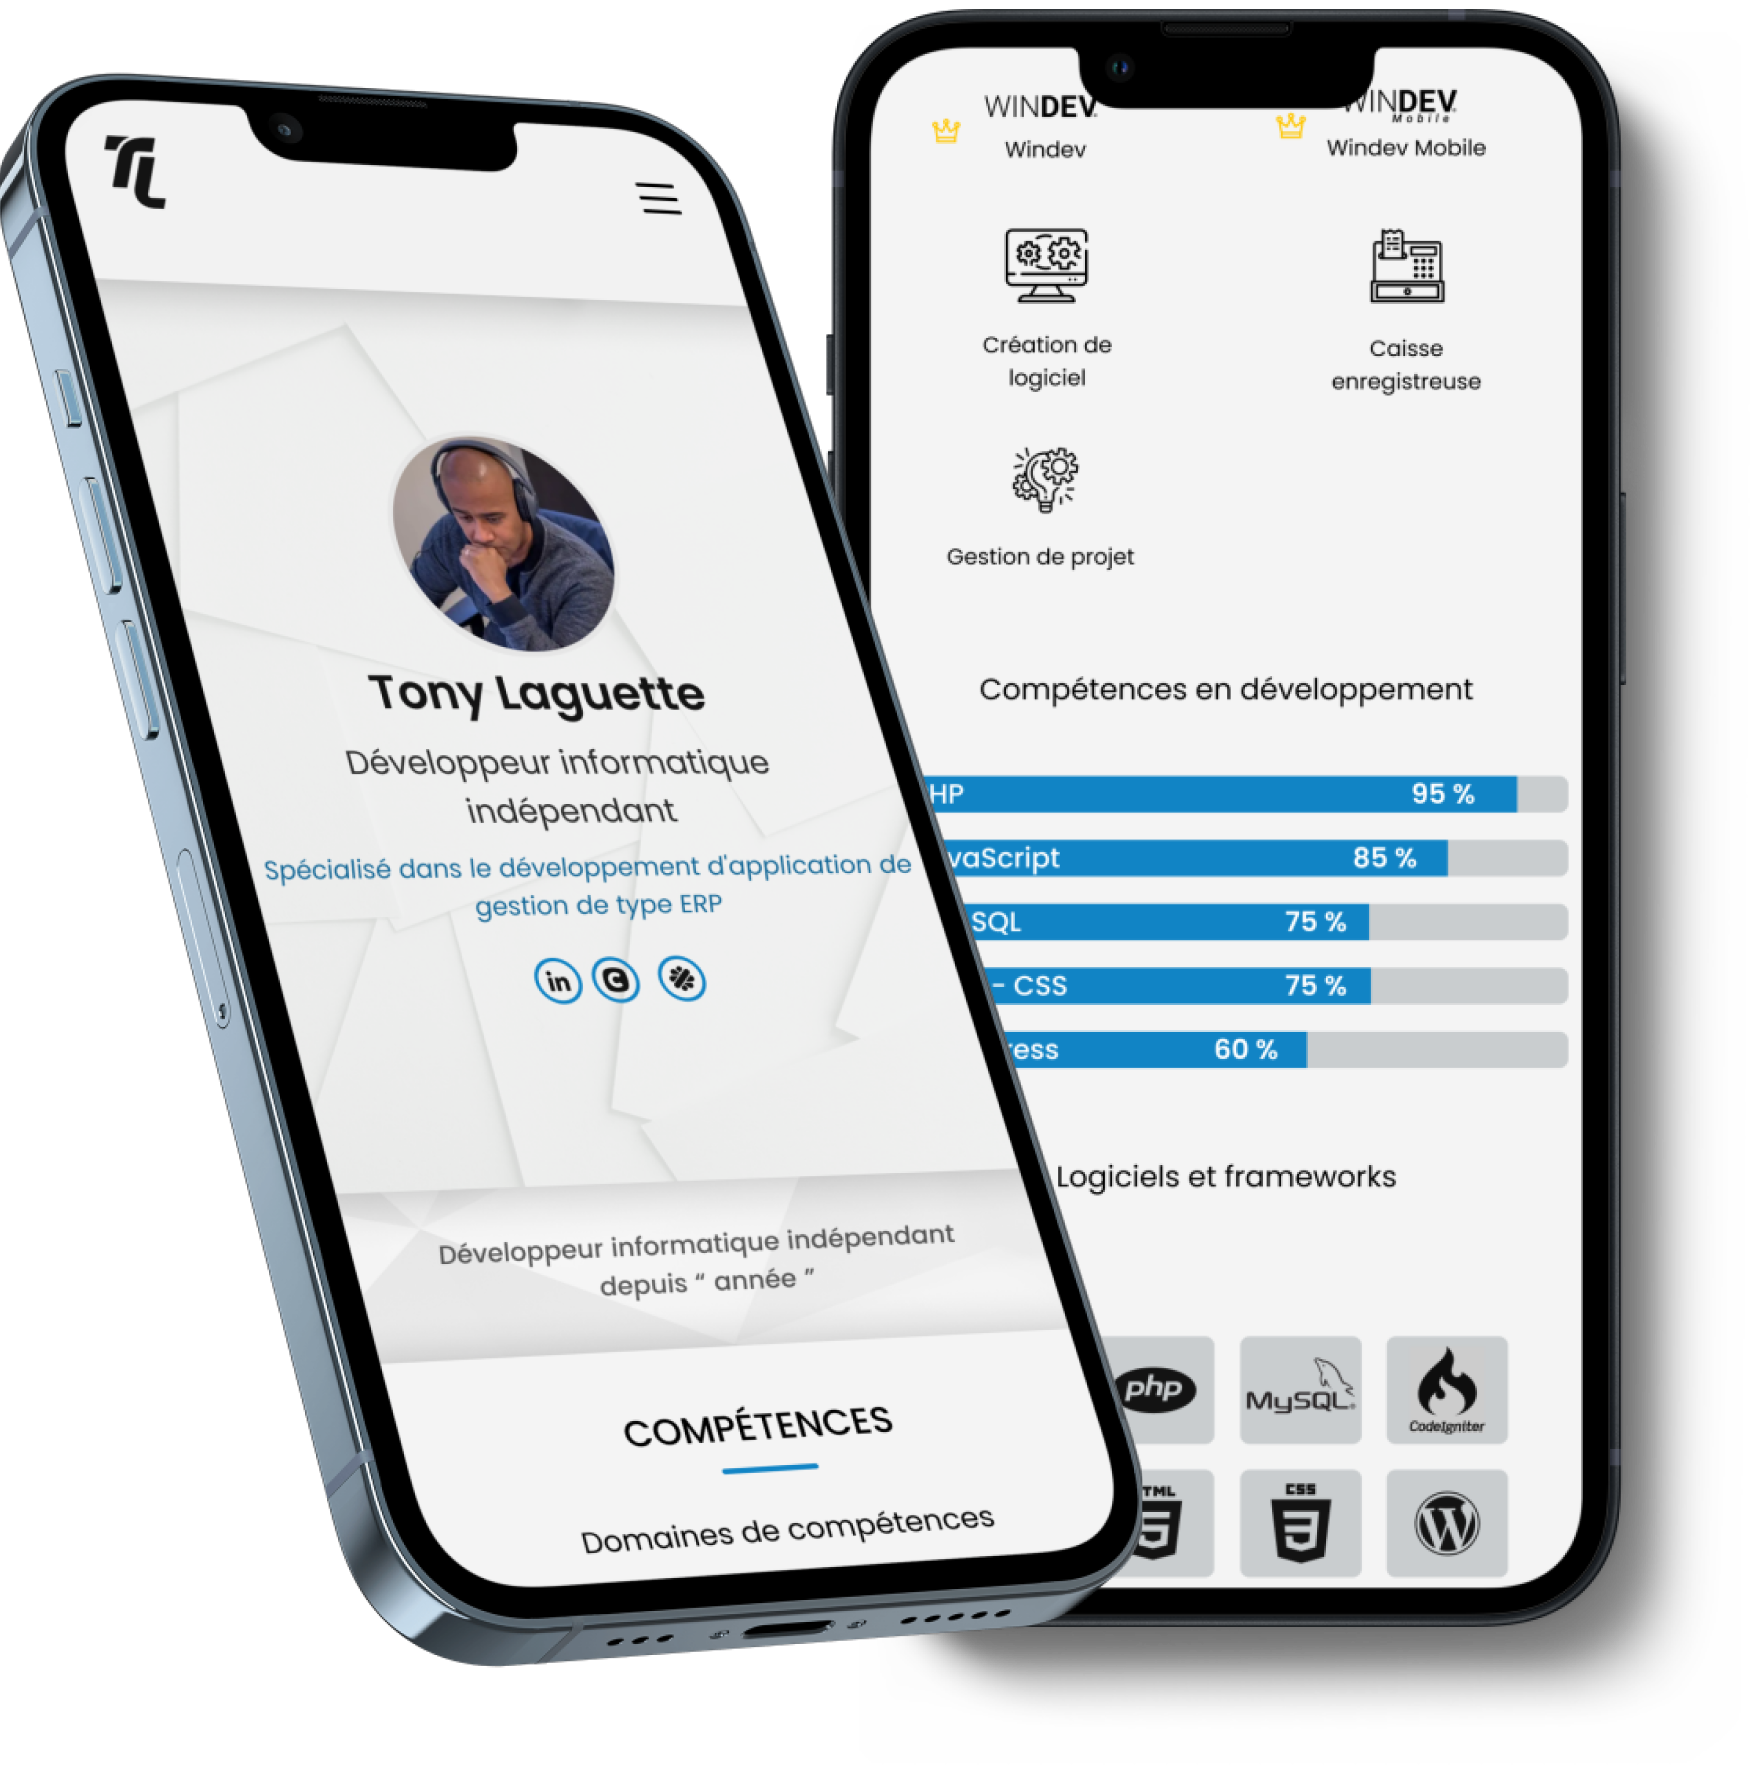 TL
Tony Laguette
Développeur informatique
indépendant
Spécialisé dans le développement d'application de
gestion de type ERP
in
Développeur informatique indépendant
depuis “ année ”
COMPÉTENCES
Domaines de compétences
WINDEV
Windev
WINDEV
Mobile
Windev Mobile
Création de
logiciel
Caisse
enregistreuse
Gestion de projet
Compétences en développement
HP 95 %
vaScript 85 %
SQL 75 %
- CSS 75 %
ress 60 %
Logiciels et frameworks
php
MySQL
CodeIgniter
TML
5
CSS
3
W